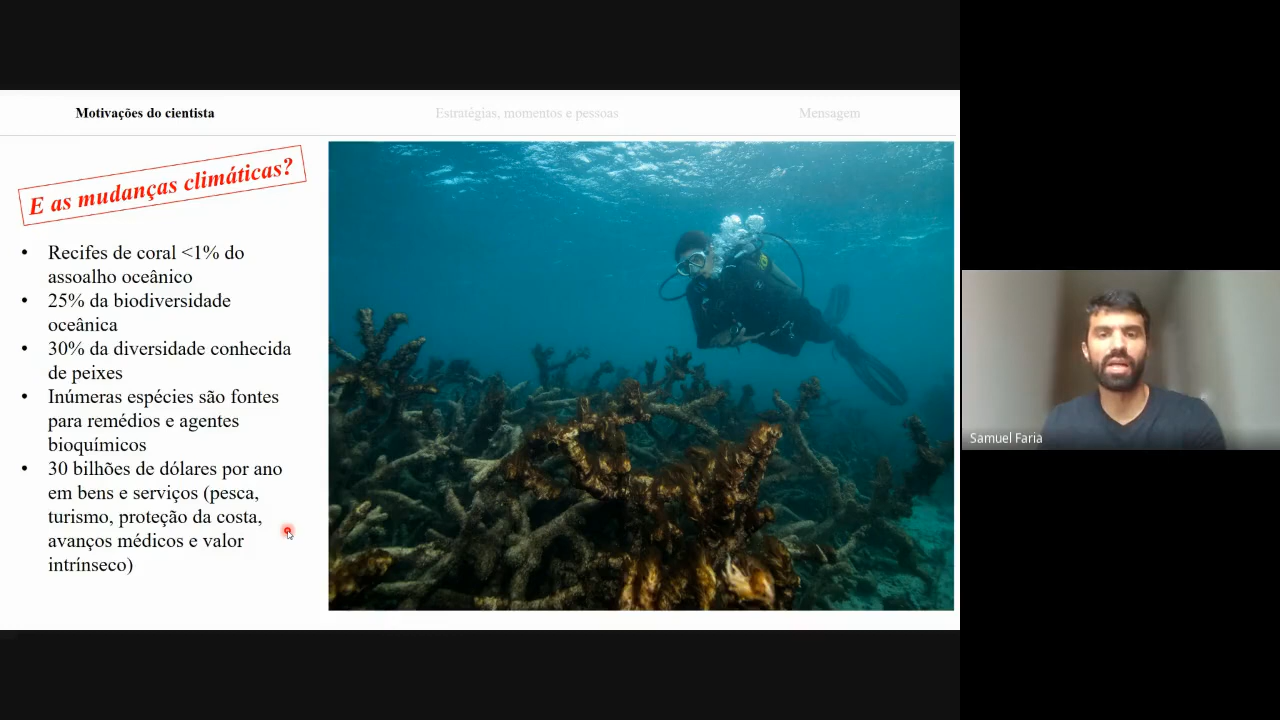 Motivações do cientista
Estratégias, momentos e pessoas
Mensagem
E as mudanças climáticas?
• Recifes de coral <1% do
assoalho oceânico
• 25% da biodiversidade
oceânica
• 30% da diversidade conhecida
de peixes
• Inúmeras espécies são fontes
para remédios e agentes
bioquímicos
• 30 bilhões de dólares por ano
em bens e serviços (pesca,
turismo, proteção da costa,
avanços médicos e valor
intrínseco)
Samuel Faria